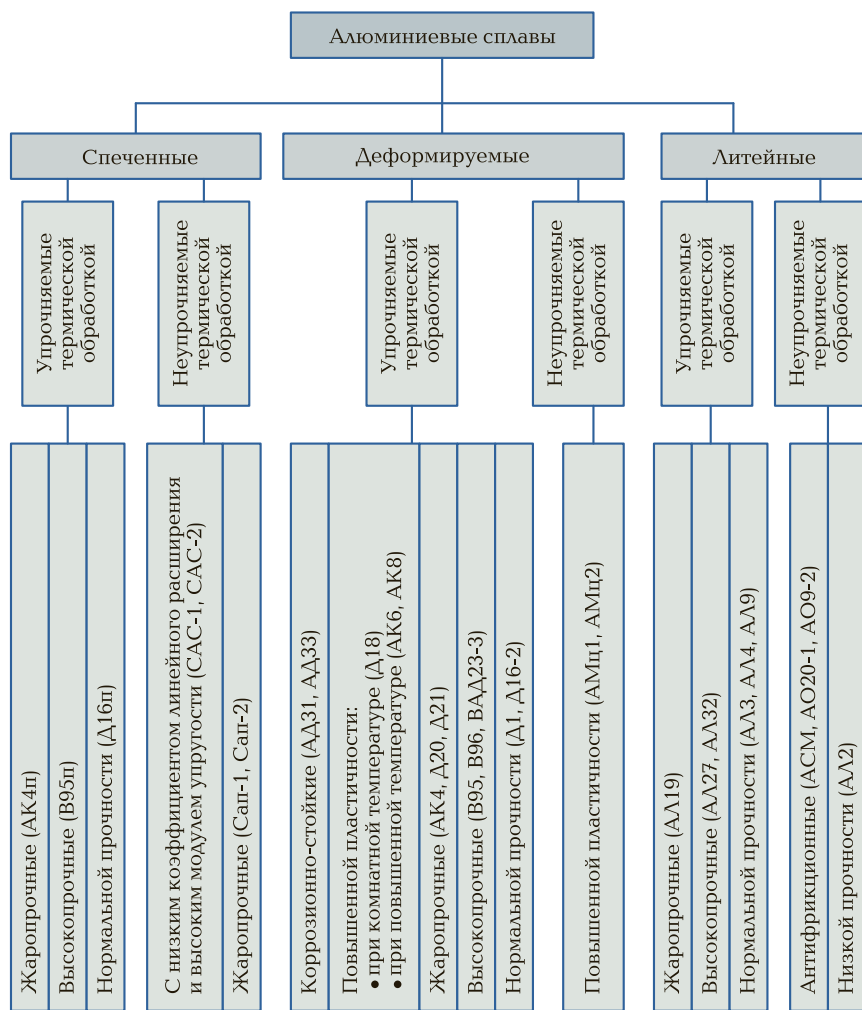 Алюминиевые сплавы
Спеченные
Деформируемые
Литейные
Упрочняемые
термической
обработкой
Неупрочняемые
термической
обработкой
Упрочняемые
термической
обработкой
Неупрочняемые
термической
обработкой
Упрочняемые
термической
обработкой
Неупрочняемые
термической
обработкой
Жаропрочные (АК4п)
Высокопрочные (В95п)
Нормальной прочности (Д16п)
С низким коэффициентом линейного расширения
и высоким модулем упругости (САС-1, САС-2)
Жаропрочные (Сап-1, Сап-2)
Коррозионно-стойкие (АД31, АД33)
Повышенной пластичности:
• при комнатной температуре (Д18)
• при повышенной температуре (АК6, АК8)
Жаропрочные (АК4, Д20, Д21)
Высокопрочные (В95, В96, ВАД23-3)
Нормальной прочности (Д1, Д16-2)
Повышенной пластичности (АМц1, АМц2)
Жаропрочные (АЛ19)
Высокопрочные (АЛ27, АЛ32)
Нормальной прочности (АЛ3, АЛ4, АЛ9)
Антифрикционные (АСМ, АО20-1, АО9-2)
Низкой прочности (АЛ2)